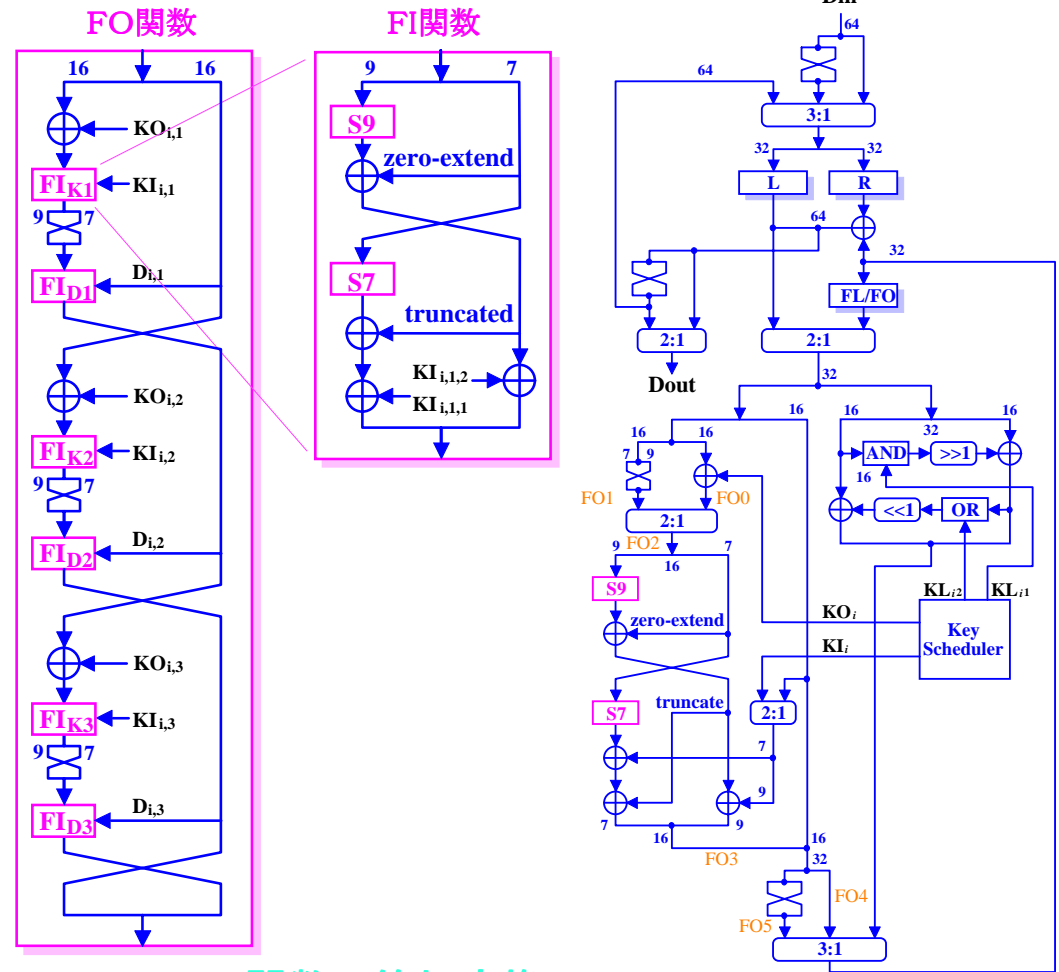 FO関数
16 16
KOi,1
FIK1
KIi,1
9 7
Di,1
FID1
KOi,2
FIK2
KIi,2
9 7
Di,2
FID2
KOi,3
FIK3
KIi,3
9 7
Di,3
FID3
FI関数
9 7
S9
zero-extend
S7
truncated
KIi,1,2
KIi,1,1
64
64
3:1
32 32
L R
64
32
FL/FO
2:1 2:1
Dout
32
16
16 16
7 9
FO1 FO0
2:1
FO2
9 7
16
S9
zero-extend
truncate
S7
2:1
7
9
7 9
16
FO3
16
32
FO4
FO5
3:1
16 16
32
AND >>1
16
<<1 OR
KLi2 KLi1
KOi
KIi
Key
Scheduler